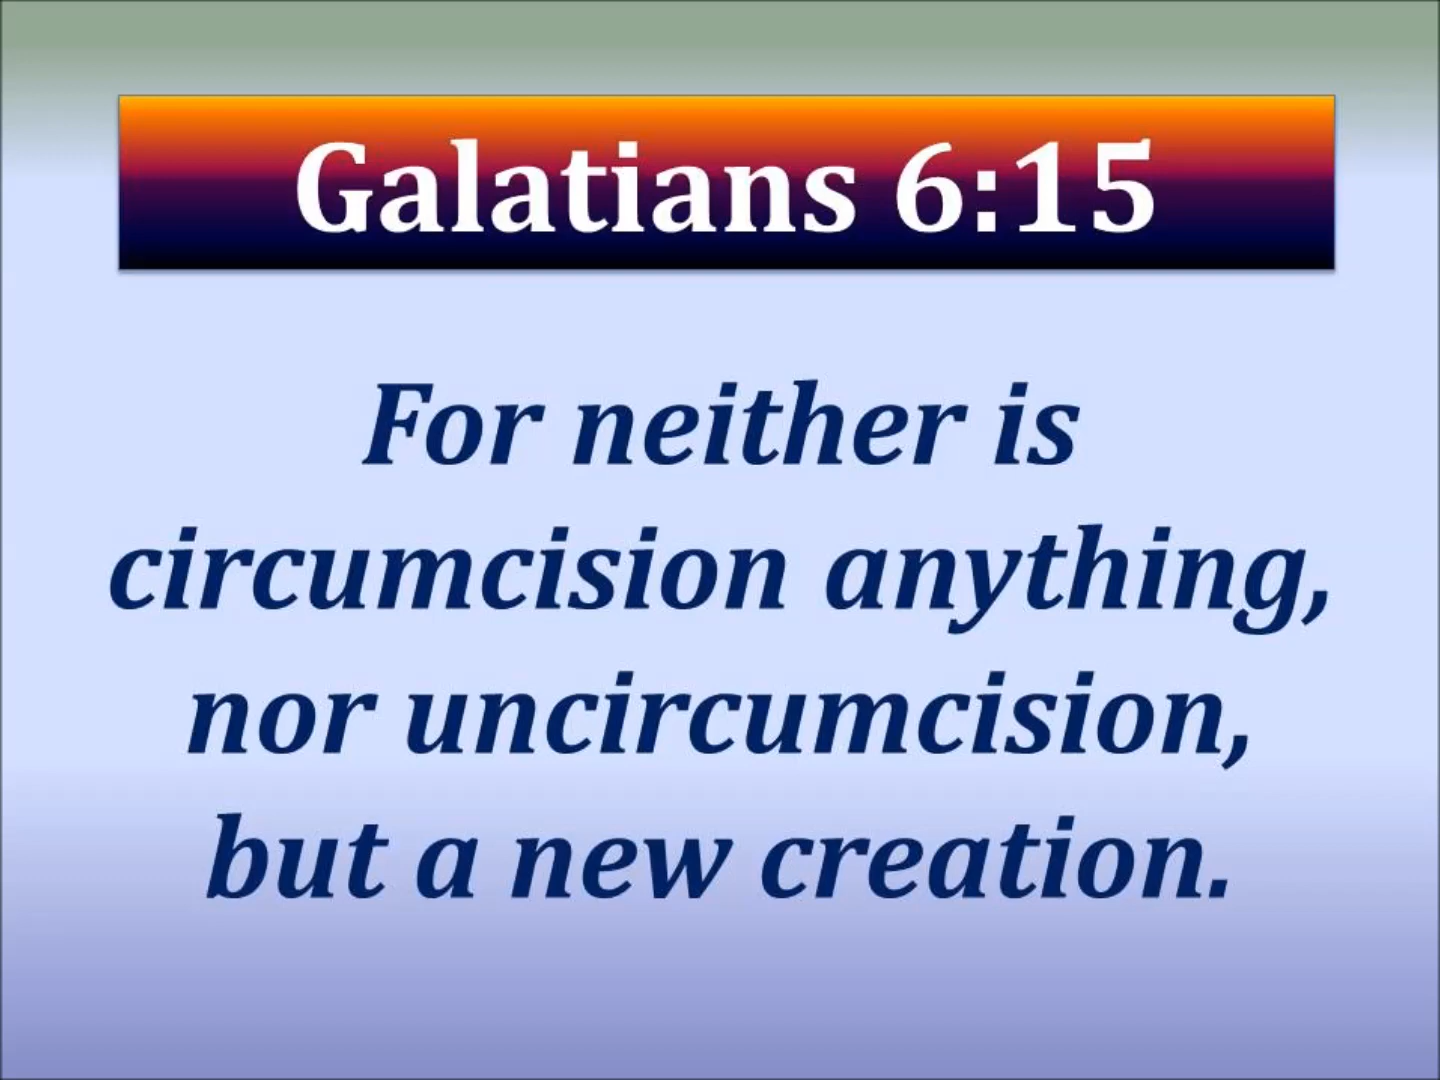 Galatians 6:15
For neither is
circumcision anything,
nor uncircumcision,
but a new creation.